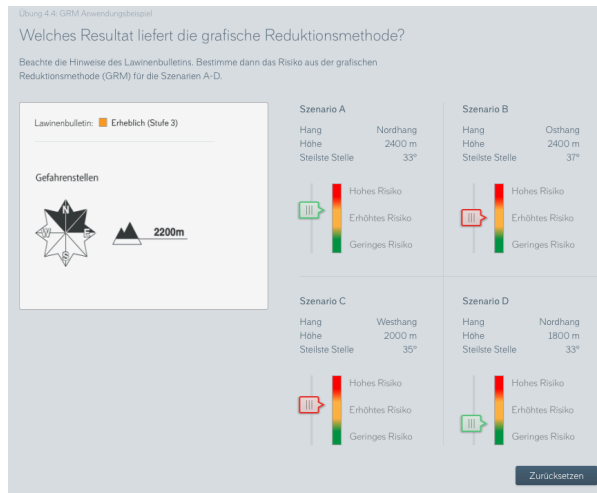 Übung 4.4: GRM Anwendungsbeispiel
Welches Resultat liefert die grafische Reduktionsmethode?
Beachte die Hinweise des Lawinenbulletins. Bestimme dann das Risiko aus der grafischen
Reduktionsmethode (GRM) für die Szenarien A-D.
Lawinenbulletin: Erheblich (Stufe 3)
Gefahrenstellen
N
W E
S
2200m
Szenario A
Hang Nordhang
Höhe 2400 m
Steilste Stelle 33°
Hohes Risiko
Erhöhtes Risiko
Geringes Risiko
Szenario B
Hang Osthang
Höhe 2400 m
Steilste Stelle 37°
Hohes Risiko
Erhöhtes Risiko
Geringes Risiko
Szenario C
Hang Westhang
Höhe 2000 m
Steilste Stelle 35°
Hohes Risiko
Erhöhtes Risiko
Geringes Risiko
Szenario D
Hang Nordhang
Höhe 1800 m
Steilste Stelle 33°
Hohes Risiko
Erhöhtes Risiko
Geringes Risiko
Zurücksetzen